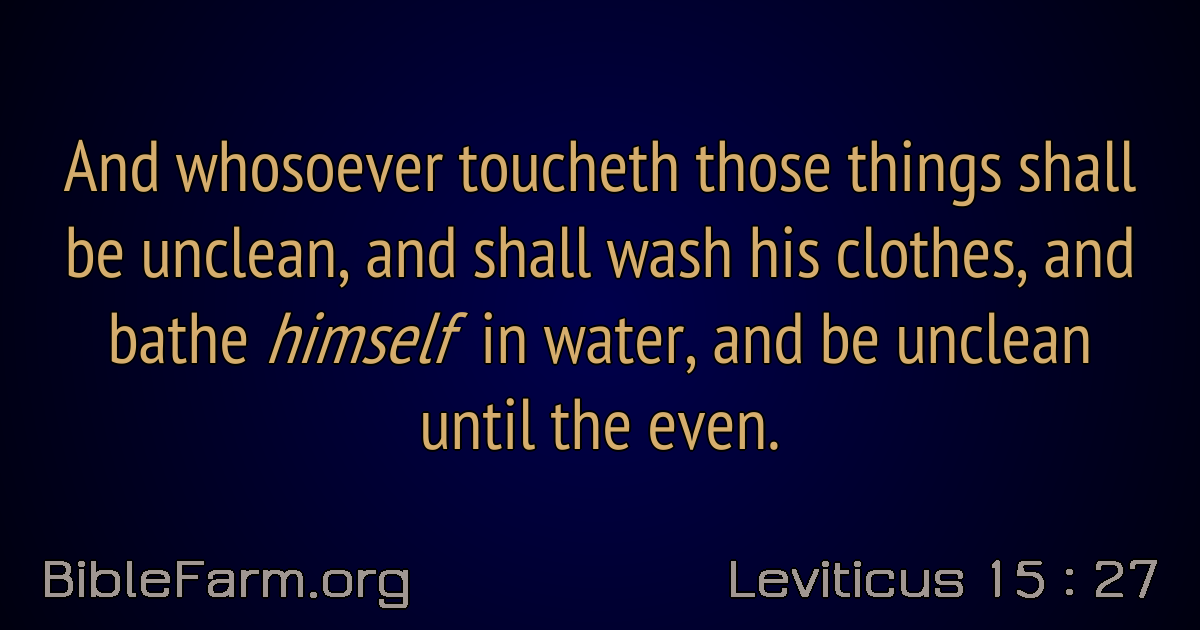 And whosoever toucheth those things shall
be unclean, and shall wash his clothes, and
bathe himself in water, and be unclean
until the even.
BibleFarm.org
Leviticus 15 : 27